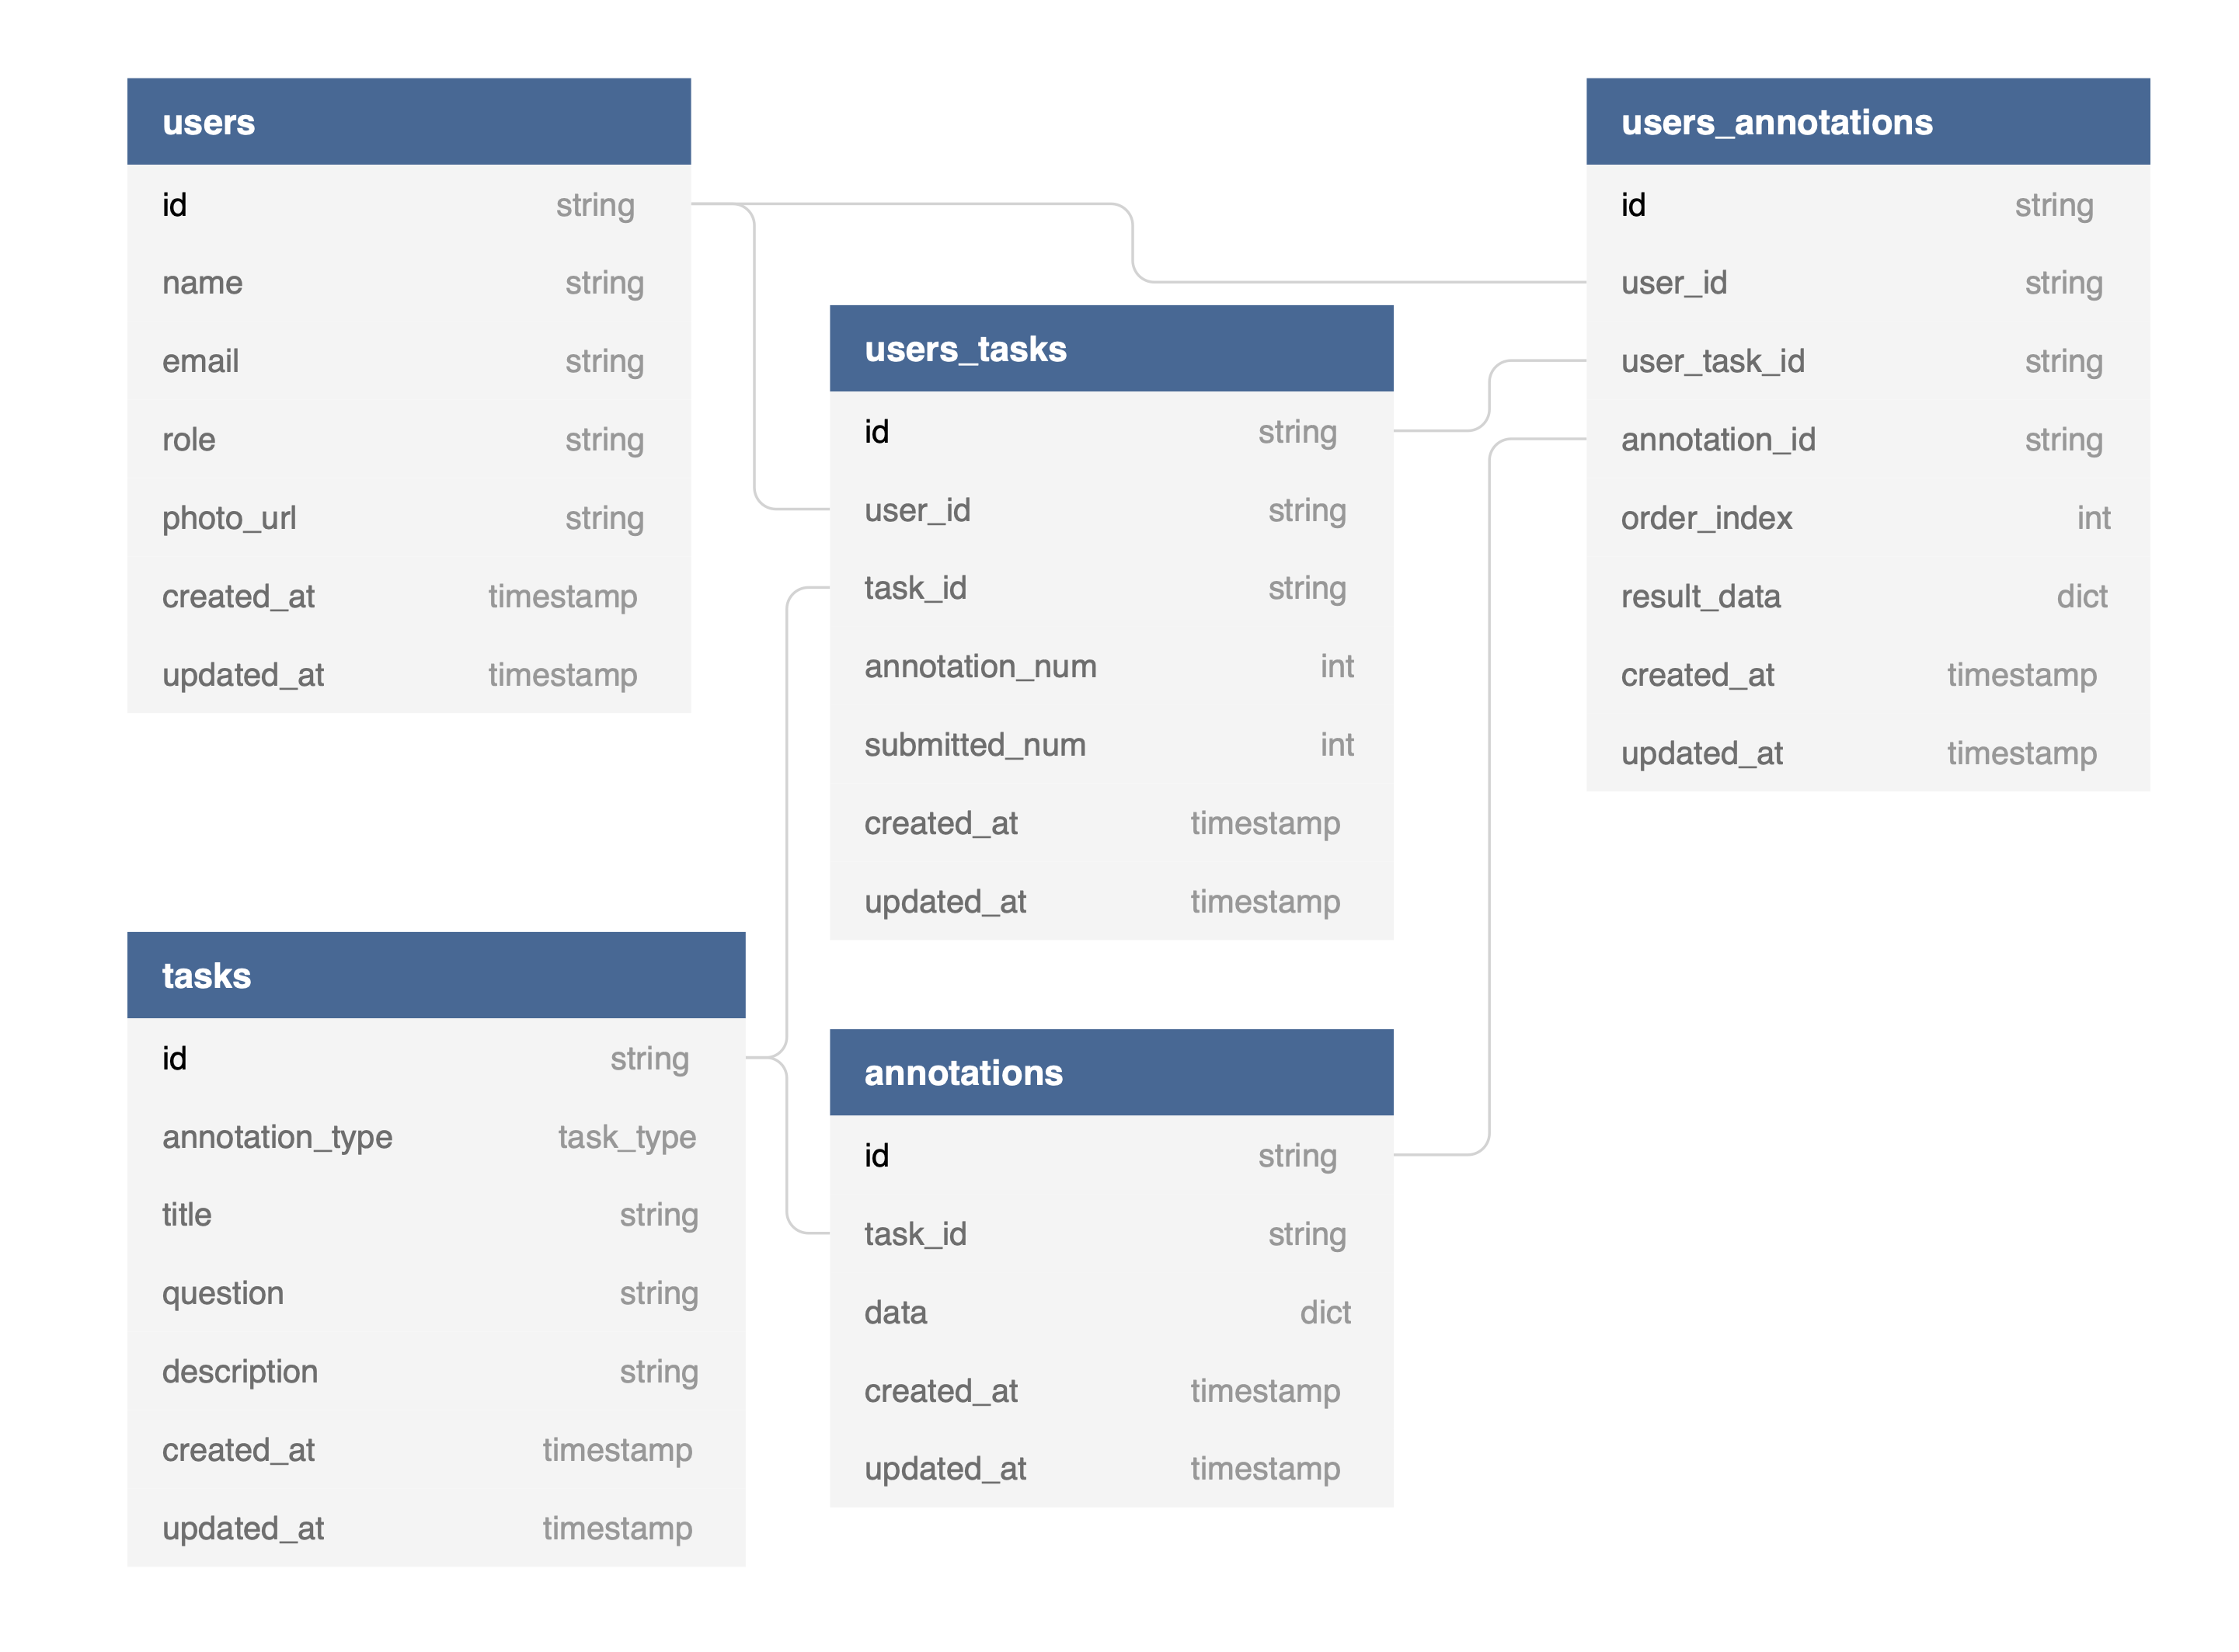 users
id string
name string
email string
role string
photo_url string
created_at timestamp
updated_at timestamp
users_tasks
id string
user_id string
task_id string
annotation_num int
submitted_num int
created_at timestamp
updated_at timestamp
users_annotations
id string
user_id string
user_task_id string
annotation_id string
order_index int
result_data dict
created_at timestamp
updated_at timestamp
tasks
id string
annotation_type task_type
title string
question string
description string
created_at timestamp
updated_at timestamp
annotations
id string
task_id string
data dict
created_at timestamp
updated_at timestamp